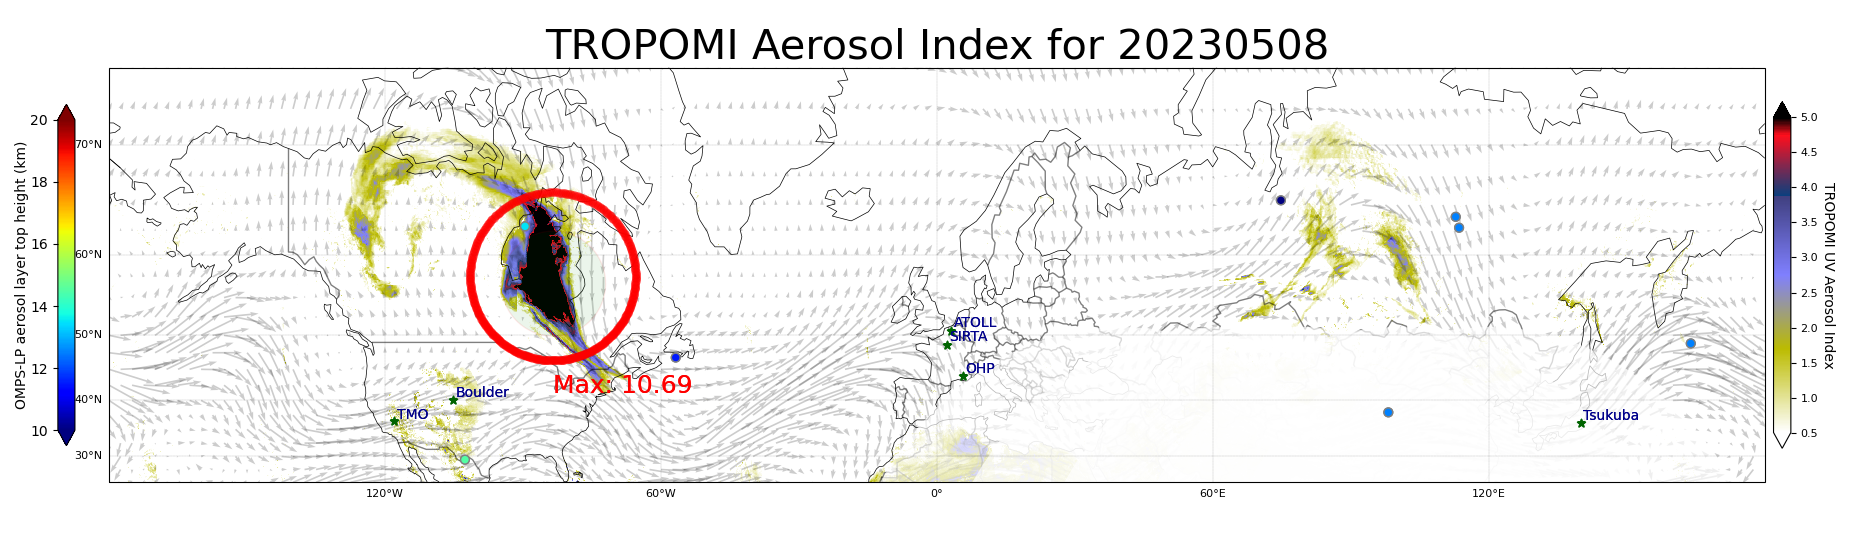 TROPOMI Aerosol Index for 20230508
OMPS-LP aerosol layer top height (km)
20
18
16
14
12
10
70°N
60°N
50°N
40°N
30°N
120°W
60°W
0°
60°E
120°E
ATOLL
SIRTA
OHP
Max: 10.69
Boulder
TMO
Tsukuba
5.0
4.5
4.0
3.5
3.0
2.5
2.0
1.5
1.0
0.5
TROPOMI UV Aerosol Index